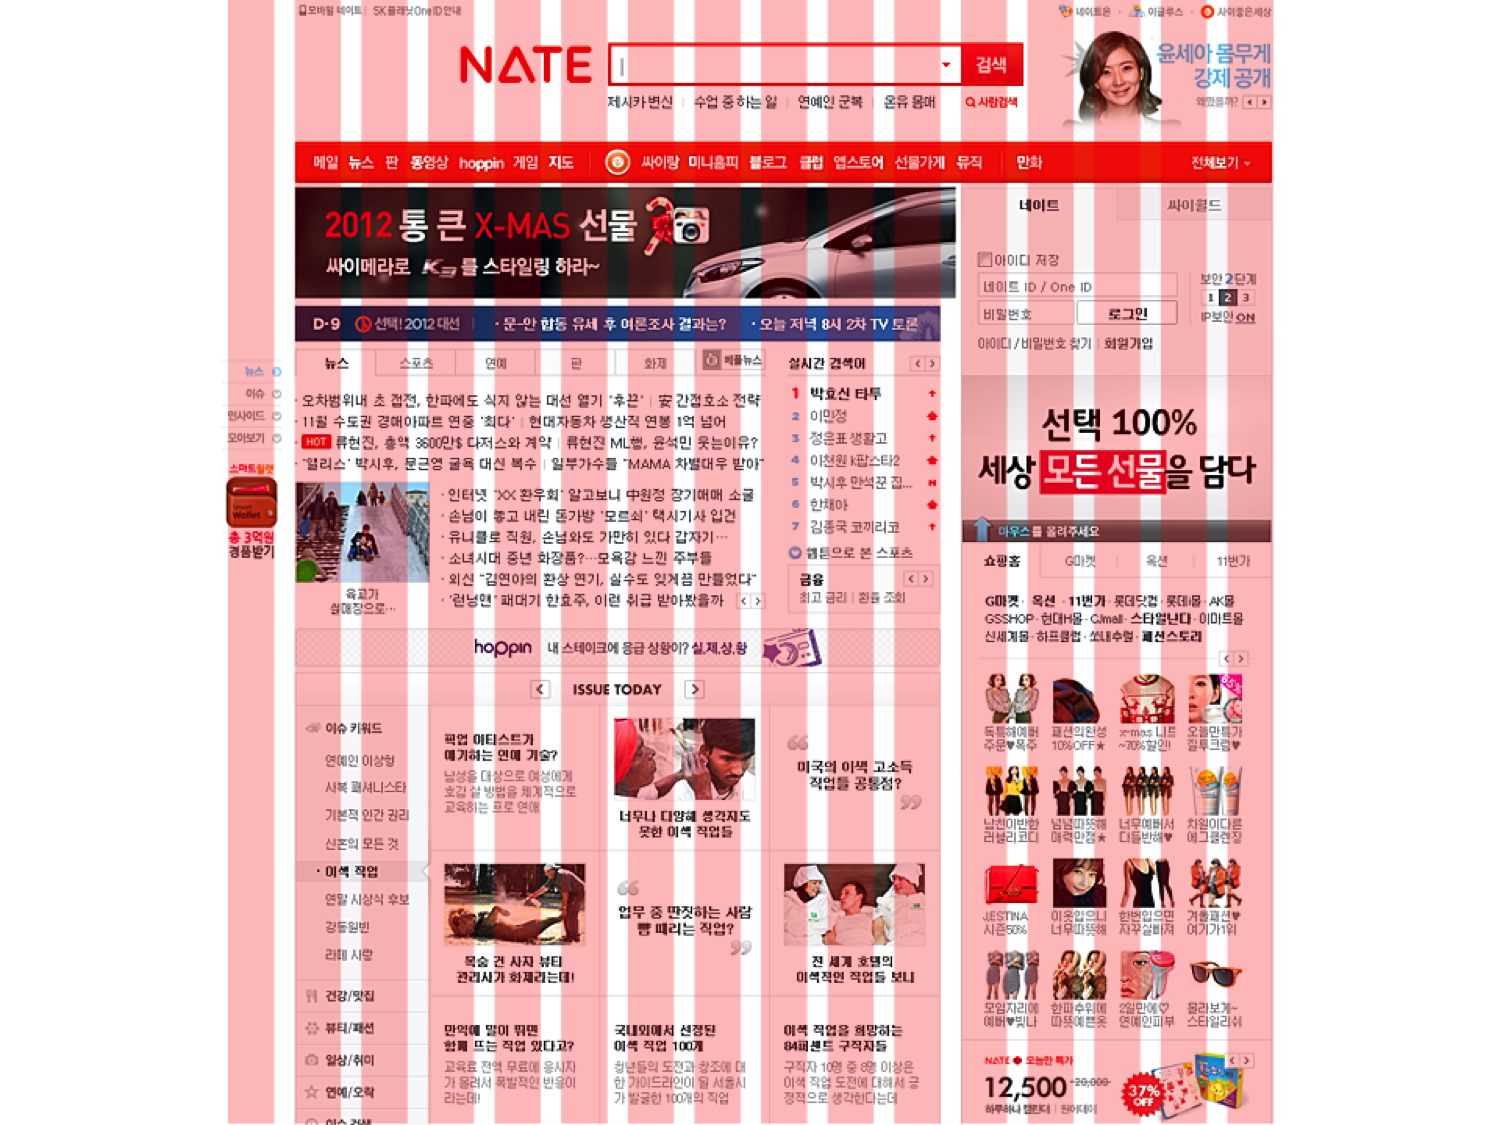 모바일 네이트 | SK플래닛 One ID 안내
네이트온 · 이글루스 · 사이좋은세상
NATE
검색
윤세아 몸무게
강제 공개
왜했을까?
제시카 변신 | 수업 중 하는 일 | 연예인 군복 | 온유 몸매
사람검색
메일 뉴스 판 동영상 hoppin 게임 지도 싸이랑 미니홈피 블로그 클럽 앱스토어 선물가게 뮤직 만화 전체보기
2012 통 큰 X-MAS 선물
싸이메라로 K3를 스타일링 하라~
네이트 싸이월드
아이디 저장
네이트 ID / One ID
비밀번호
로그인
보안 2단계
1 2 3
IP보안 ON
아이디/비밀번호 찾기 | 회원가입
D-9 선택! 2012 대선 · 문-안 합동 유세 후 여론조사 결과는? · 오늘 저녁 8시 2차 TV 토론
뉴스 스포츠 연예 판 화제 베플뉴스
· 오차범위내 초 접전, 한파에도 식지 않는 대선 열기 "후끈" | 安 간접호소 전략
· 11월 수도권 경매아파트 연중 '최다' | 현대자동차 생산직 연봉 1억 넘어
· HOT 류현진, 총액 3600만$ 다저스와 계약 | 류현진 ML행, 윤석민 웃는이유?
· '앨리스' 박시후, 문근영 굴욕 대신 복수 | 일부가수들 "MAMA 차별대우 받아"
육교가
썰매장으로…
· 인터넷 "XX 환우회" 알고보니 中원정 장기매매 소굴
· 손님이 놓고 내린 돈가방 '모르쇠' 택시기사 입건
· 유니클로 직원, 손님와도 가만히 있다 갑자기…
· 소녀시대 중년 화장품?…모욕감 느낀 주부들
· 외신 "김연아의 환상 연기, 실수도 잊게끔 만들었다"
· '런닝맨' 패대기 한효주, 이런 취급 받아봤을까
실시간 검색어
1 박효신 타투
2 이민정
3 정은표 생활고
4 이천원 k팝스타2
5 박시후 만석꾼 집...
6 한채아
7 김종국 코끼리코
웹툰으로 본 스포츠
금융
최고 금리 | 환율 조회
뉴스
이슈
인사이드
모아보기
스마트월렛
Smart
Wallet
총 3억원
경품받기
선택 100%
세상 모든 선물을 담다
마우스를 올려주세요
쇼핑홈 G마켓 옥션 11번가
G마켓 · 옥션 · 11번가 · 롯데닷컴 · 롯데i몰 · AK몰
GSSHOP · 현대H몰 · CJmall · 스타일난다 · 이마트몰
신세계몰 · 하프클럽 · 쏘내추럴 · 패션스토리
hoppin 내 스테이크에 응급 상황이? 실,제,상,황
ISSUE TODAY
이슈 키워드
연예인 이상형
사복 패셔니스타
기본적 인간 권리
신혼의 모든 것
· 이색 직업
연말 시상식 후보
강동원빈
라떼 사랑
건강/맛집
뷰티/패션
일상/취미
연예/오락
픽업 아티스트가
얘기하는 연애 기술?
남성을 대상으로 여성에게
호감 살 방법을 체계적으로
교육하는 프로 연애
너무나 다양해 생각지도
못한 이색 직업들
미국의 이색 고소득
직업들 공통점?
목숨 건 사자 뷰티
관리사가 화제라는데!
업무 중 딴짓하는 사람
뺨 때리는 직업?
전 세계 호텔의
이색적인 직업들 보니
만약에 말이 뛰면
함께 뜨는 직업 있다고?
교육료 전액 무료에 응시자
가 몰려서 폭발적인 반응이
라는데!
국내외에서 선정된
이색 직업 100개
청년들의 도전과 창조에 대
한 가이드라인이 될 서울시
가 발굴한 100개의 직업
이색 직업을 희망하는
84퍼센트 구직자들
구직자 10명 중 8명 이상은
이색 직업 도전에 대해서 긍
정적으로 생각한다는데
65%
독특해예뻐 패션의완성 x-mas 니트 오늘만특가
주문♥폭주 10%OFF★ ~70%할인! 질투크림♥
남친이반한 넘넘따뜻해 너무예뻐서 차원이다른
러블리코디 매력만점★ 다들반해♥ 에그클렌징
J.ESTINA 이옷입으니 한번입으면 겨울패션♥
시즌50% 너무따뜻해 자꾸살빠져 여기가1위
모임자리에 한파추위에 2일만에♡ 몰라보게~
예뻐♥빛나 따뜻예쁜옷 연예인피부 스타일리쉬
NATE 오늘만 특가
12,500 20,000
하루하나 캘린더 | 원어데이
37%
OFF